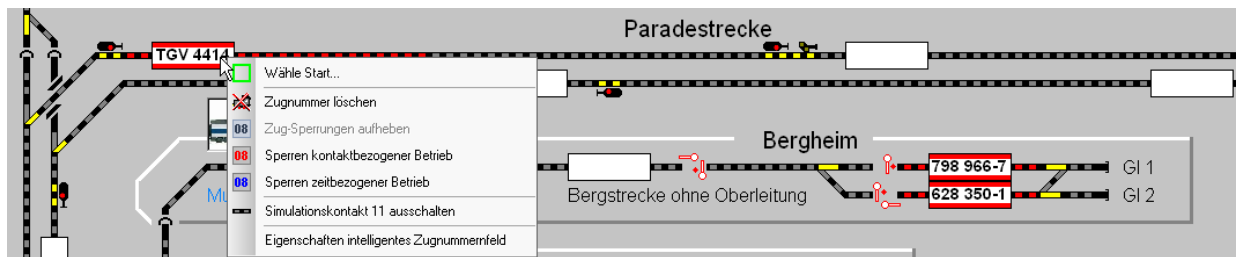 Paradestrecke
TGV 4414
Wähle Start...
Zugnummer löschen
08 Zug-Sperrungen aufheben
08 Sperren kontaktbezogener Betrieb
08 Sperren zeitbezogener Betrieb
Simulationskontakt 11 ausschalten
Eigenschaften intelligentes Zugnummernfeld
Bergheim
798 966-7 Gl 1
Mu
Bergstrecke ohne Oberleitung
628 350-1 Gl 2